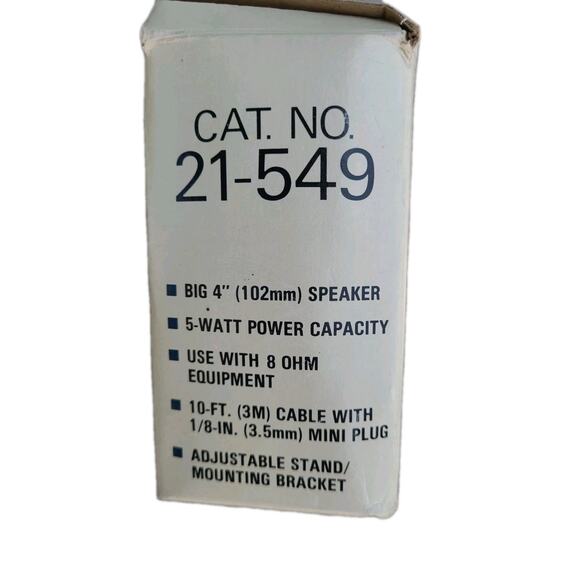 CAT. NO.
21-549
■ BIG 4" (102mm) SPEAKER
■ 5-WATT POWER CAPACITY
■ USE WITH 8 OHM
EQUIPMENT
■ 10-FT. (3M) CABLE WITH
1/8-IN. (3.5mm) MINI PLUG
■ ADJUSTABLE STAND/
MOUNTING BRACKET